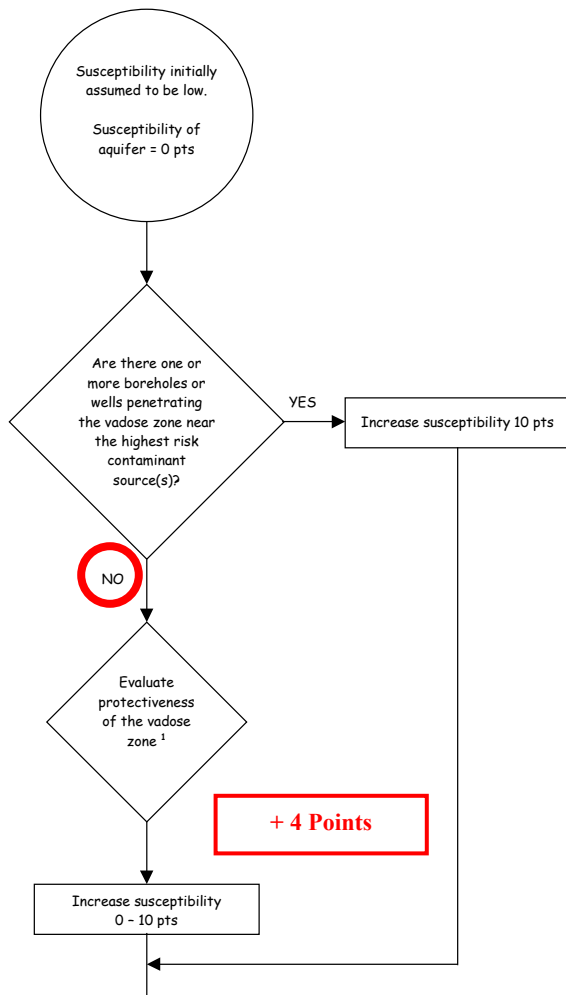 Susceptibility initially
assumed to be low.
Susceptibility of
aquifer = 0 pts
Are there one or
more boreholes or
wells penetrating
the vadose zone near
the highest risk
contaminant
source(s)?
YES
Increase susceptibility 10 pts
NO
Evaluate
protectiveness
of the vadose
zone 1
+ 4 Points
Increase susceptibility
0 – 10 pts